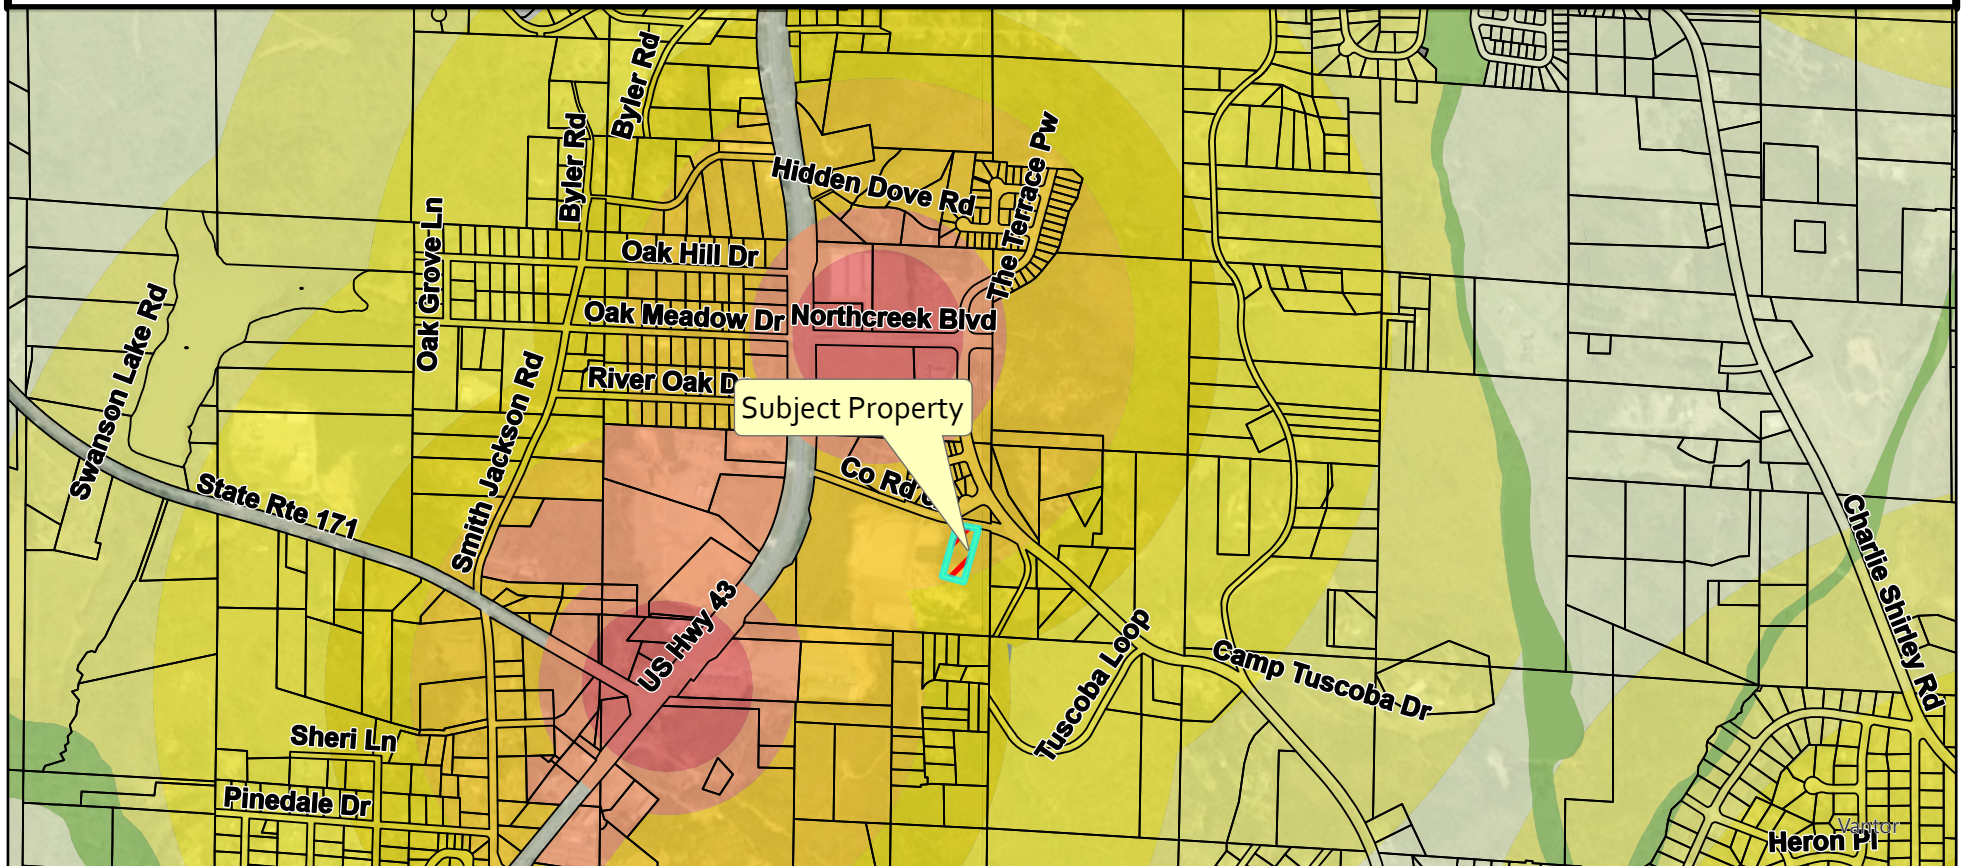 Byler Rd
Byler Rd
Hidden Dove Rd
The Terrace Pw
Oak Grove Ln
Oak Hill Dr
Oak Meadow Dr
Northcreek Blvd
Swanson Lake Rd
River Oak
Subject Property
Smith Jackson Rd
Co Rd
State Rte 171
Charlie Shirley Rd
US Hwy 43
Tuscoba Loop
Camp Tuscoba Dr
Sheri Ln
Pinedale Dr
Vantor
Heron Pl